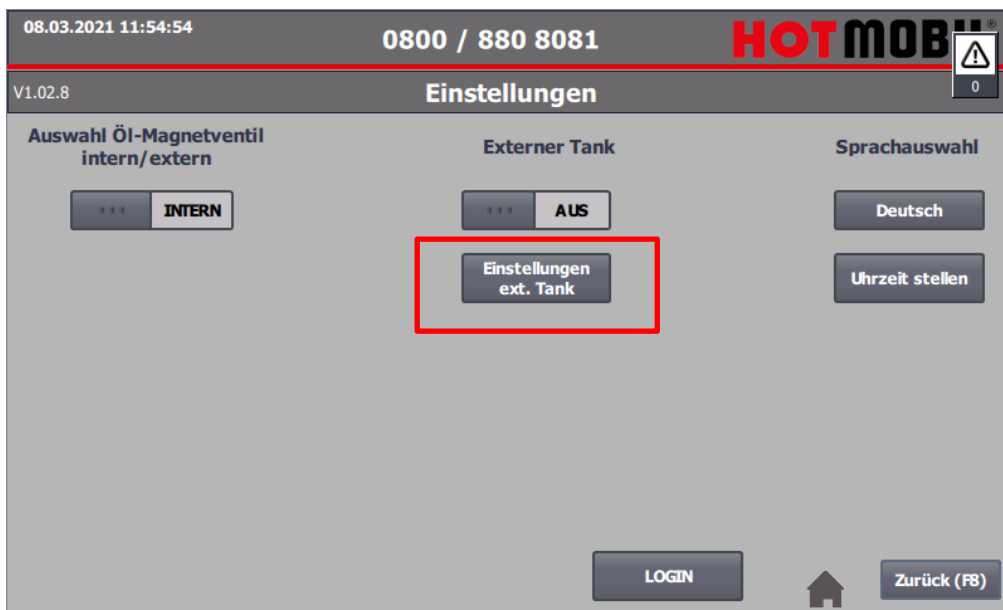 08.03.2021 11:54:54
0800 / 880 8081
HOTMOBIL®
0
V1.02.8
Einstellungen
Auswahl Öl-Magnetventil
intern/extern
Externer Tank
Sprachauswahl
INTERN
AUS
Deutsch
Einstellungen
ext. Tank
Uhrzeit stellen
LOGIN
Zurück (F8)